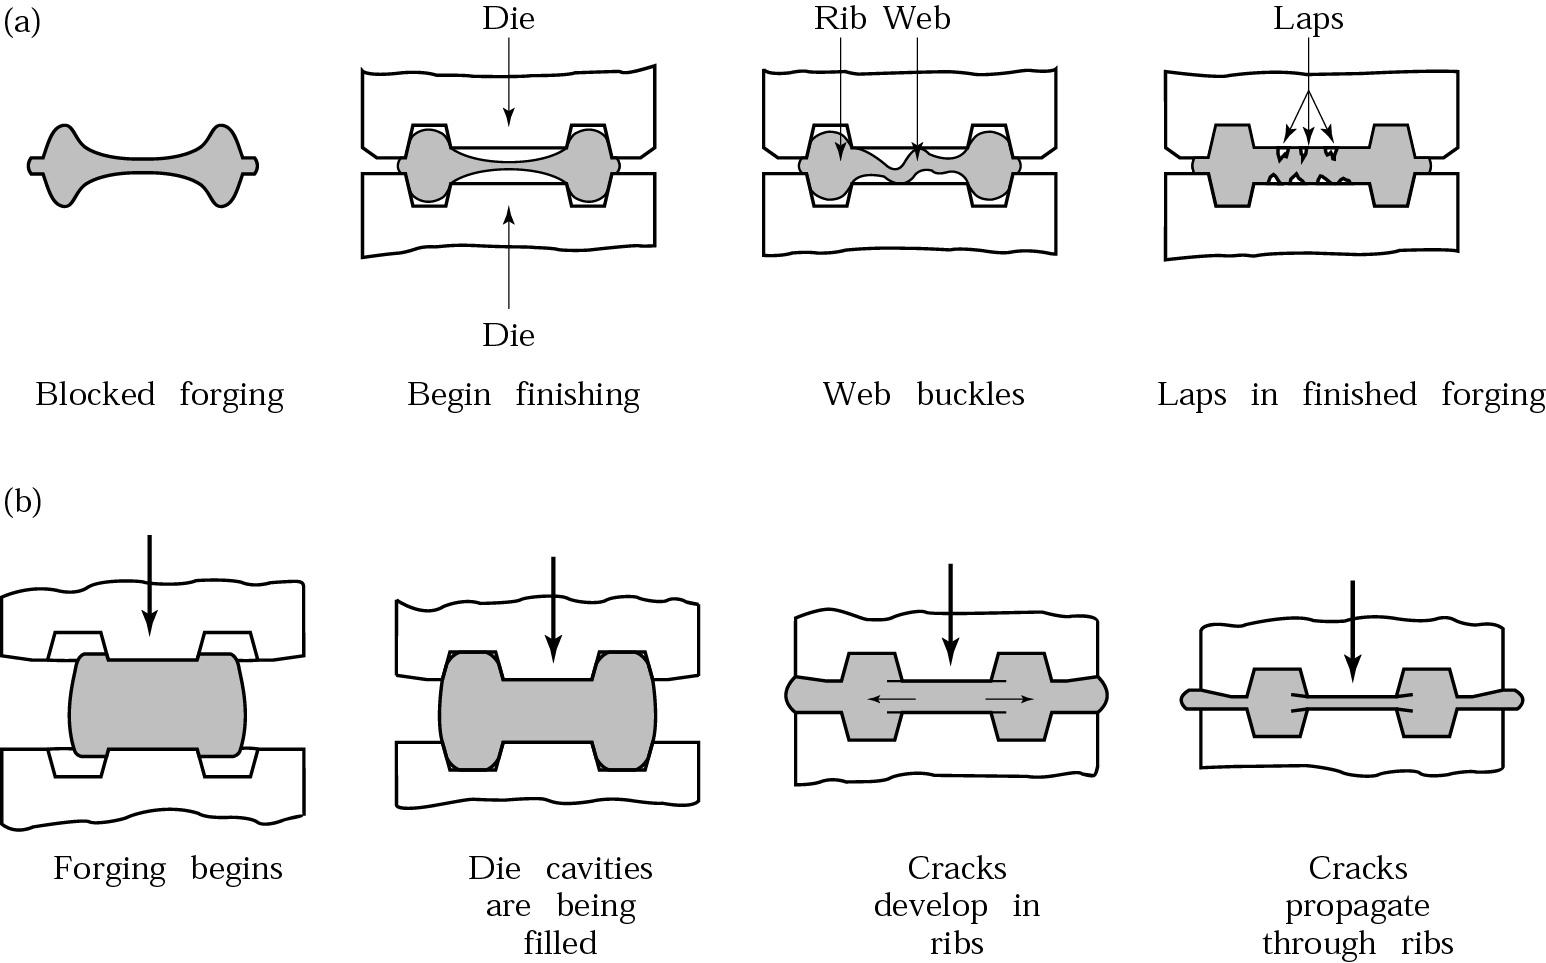 (a)
Die
Rib Web
Laps
Die
Blocked forging
Begin finishing
Web buckles
Laps in finished forging
(b)
Forging begins
Die cavities
are being
filled
Cracks
develop in
ribs
Cracks
propagate
through ribs